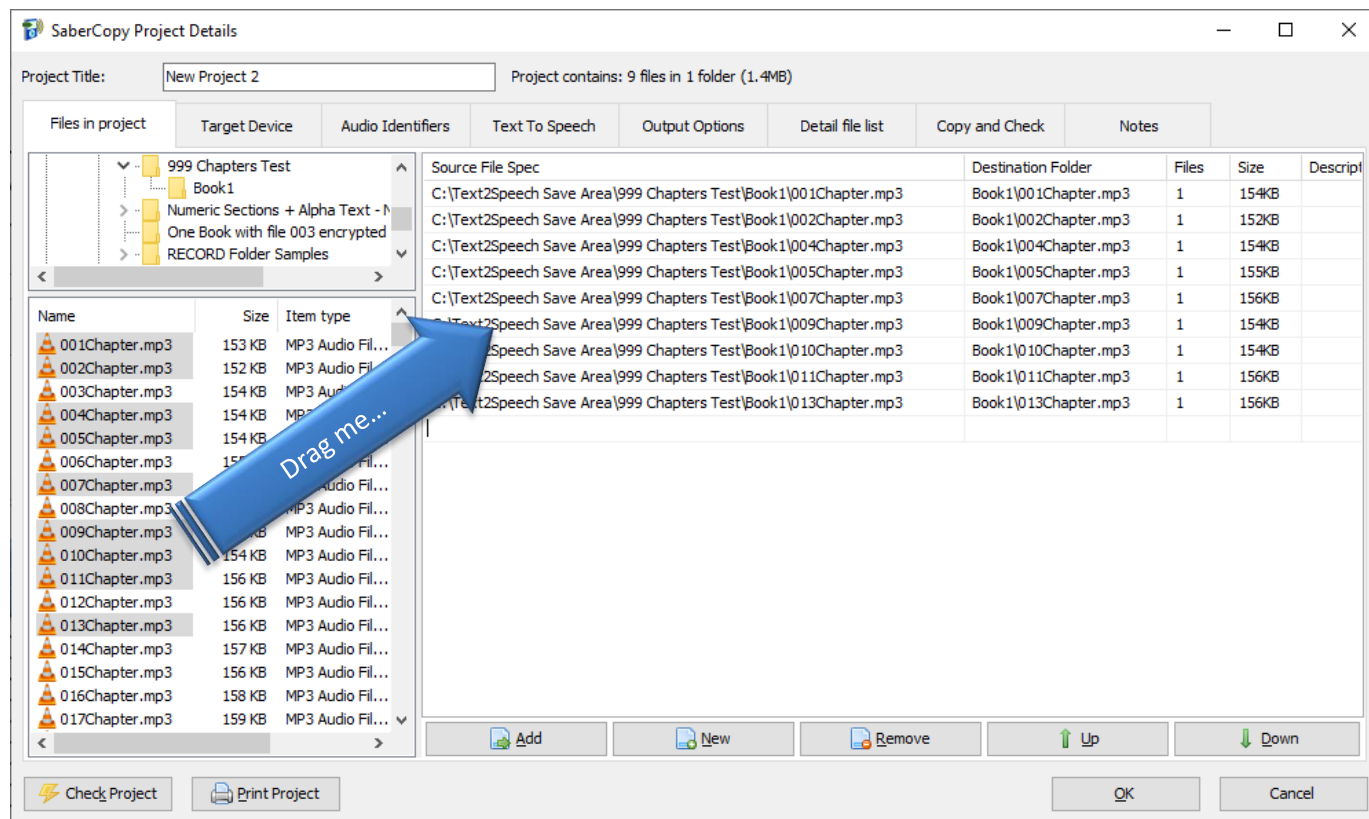 SaberCopy Project Details
Project Title: New Project 2 Project contains: 9 files in 1 folder (1.4MB)
Files in project Target Device Audio Identifiers Text To Speech Output Options Detail file list Copy and Check Notes
999 Chapters Test
Book1
Numeric Sections + Alpha Text - N
One Book with file 003 encrypted
RECORD Folder Samples
Name Size Item type
001Chapter.mp3 153 KB MP3 Audio Fil...
002Chapter.mp3 152 KB MP3 Audio Fil...
003Chapter.mp3 154 KB MP3 Aud
004Chapter.mp3 154 KB MP3
005Chapter.mp3 154 KB
006Chapter.mp3 Fil...
007Chapter.mp3 Audio Fil...
008Chapter.mp3 MP3 Audio Fil...
009Chapter.mp3 KB MP3 Audio Fil...
010Chapter.mp3 154 KB MP3 Audio Fil...
011Chapter.mp3 156 KB MP3 Audio Fil...
012Chapter.mp3 156 KB MP3 Audio Fil...
013Chapter.mp3 156 KB MP3 Audio Fil...
014Chapter.mp3 157 KB MP3 Audio Fil...
015Chapter.mp3 156 KB MP3 Audio Fil...
016Chapter.mp3 158 KB MP3 Audio Fil...
017Chapter.mp3 159 KB MP3 Audio Fil...
Drag me...
Source File Spec Destination Folder Files Size Descript
C:\Text2Speech Save Area\999 Chapters Test\Book1\001Chapter.mp3 Book1\001Chapter.mp3 1 154KB
C:\Text2Speech Save Area\999 Chapters Test\Book1\002Chapter.mp3 Book1\002Chapter.mp3 1 152KB
C:\Text2Speech Save Area\999 Chapters Test\Book1\004Chapter.mp3 Book1\004Chapter.mp3 1 154KB
C:\Text2Speech Save Area\999 Chapters Test\Book1\005Chapter.mp3 Book1\005Chapter.mp3 1 155KB
C:\Text2Speech Save Area\999 Chapters Test\Book1\007Chapter.mp3 Book1\007Chapter.mp3 1 156KB
C:\Text2Speech Save Area\999 Chapters Test\Book1\009Chapter.mp3 Book1\009Chapter.mp3 1 154KB
2Speech Save Area\999 Chapters Test\Book1\010Chapter.mp3 Book1\010Chapter.mp3 1 154KB
2Speech Save Area\999 Chapters Test\Book1\011Chapter.mp3 Book1\011Chapter.mp3 1 156KB
:\Text2Speech Save Area\999 Chapters Test\Book1\013Chapter.mp3 Book1\013Chapter.mp3 1 156KB
Add New Remove Up Down
Check Project Print Project OK Cancel